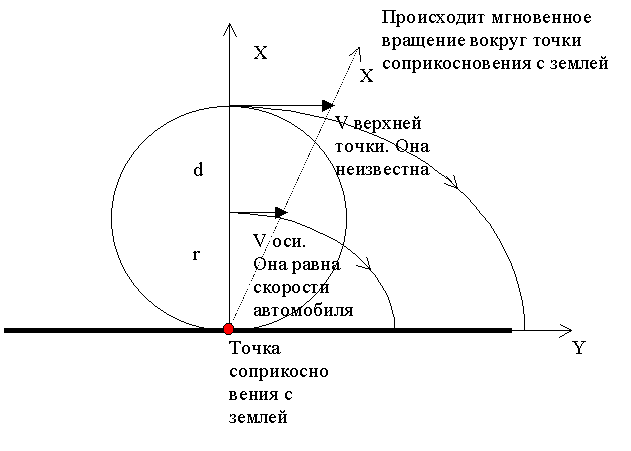 Происходит мгновенное
вращение вокруг точки
соприкосновения с землей
X
X
V верхней
точки. Она
неизвестна
d
r
V оси.
Она равна
скорости
автомобиля
Y
Точка
соприкосно
вения с
землей